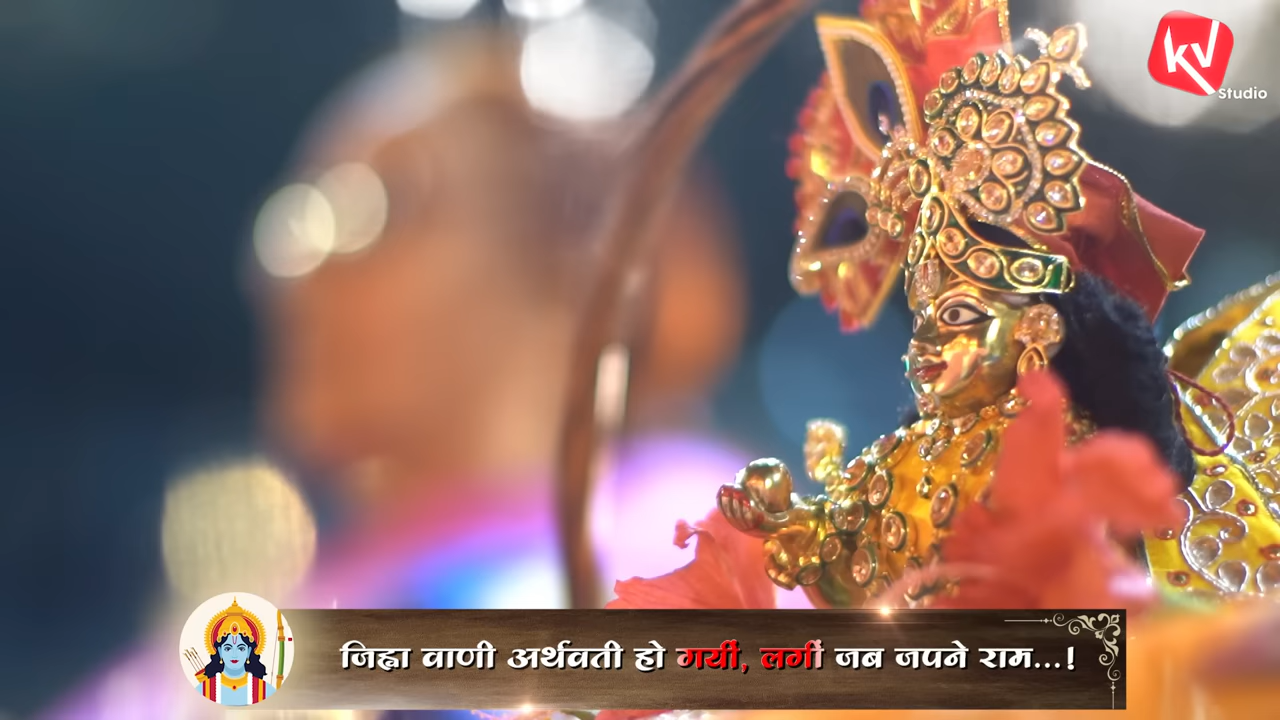 kv
Studio
जिह्वा वाणी अर्थवती हो गयीं, लगीं जब जपने राम...!